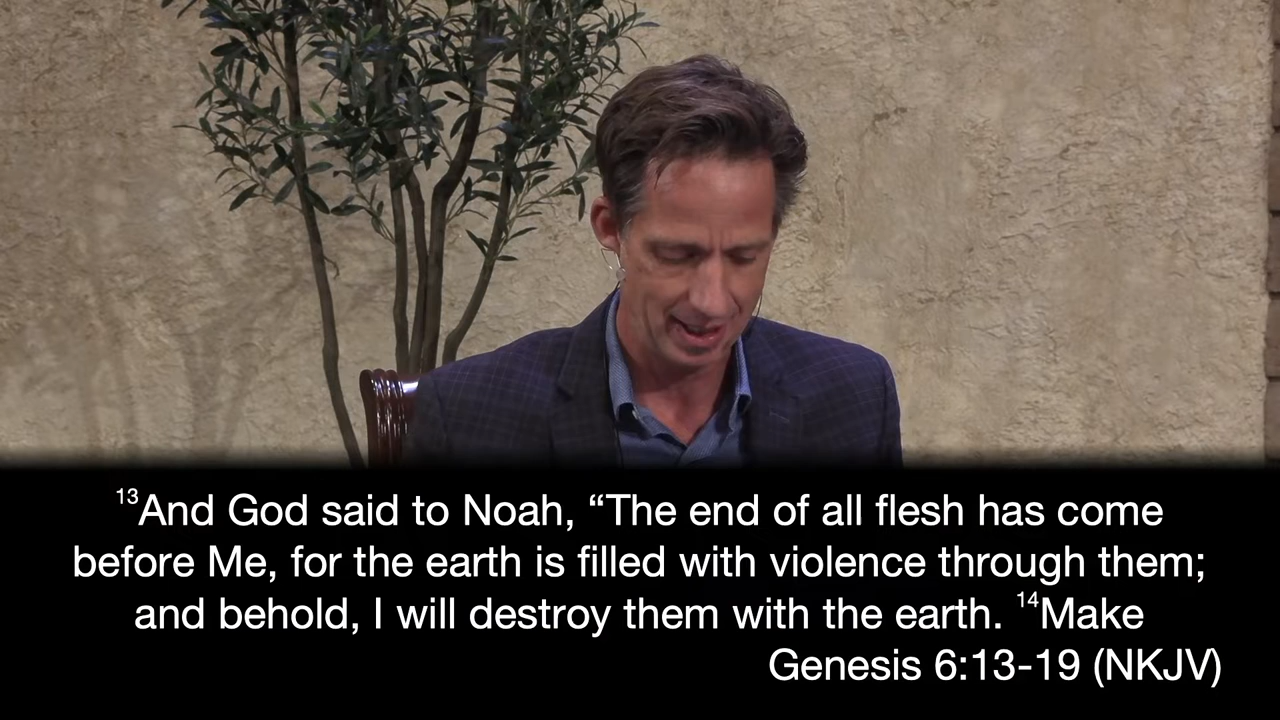 ¹³And God said to Noah, “The end of all flesh has come
before Me, for the earth is filled with violence through them;
and behold, I will destroy them with the earth. ¹⁴Make
Genesis 6:13-19 (NKJV)